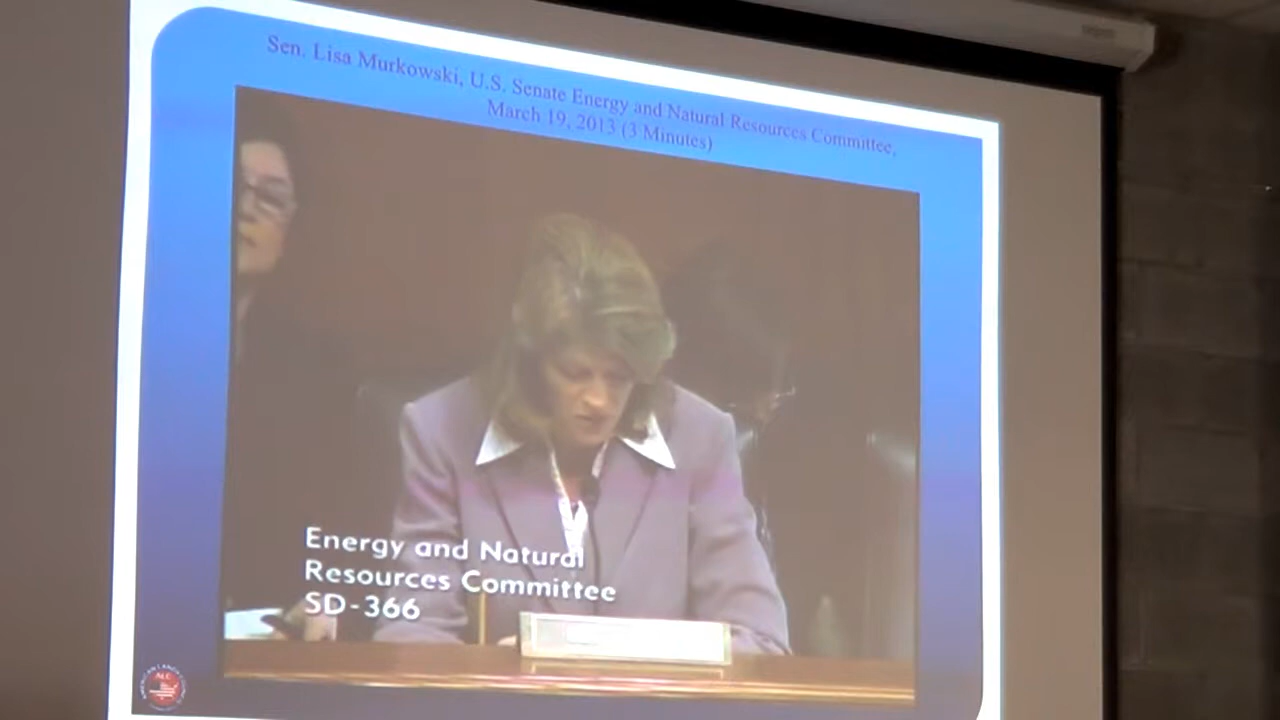 Sen. Lisa Murkowski, U.S. Senate Energy and Natural Resources Committee,
March 19, 2013 (3 Minutes)
Energy and Natural
Resources Committee
SD-366